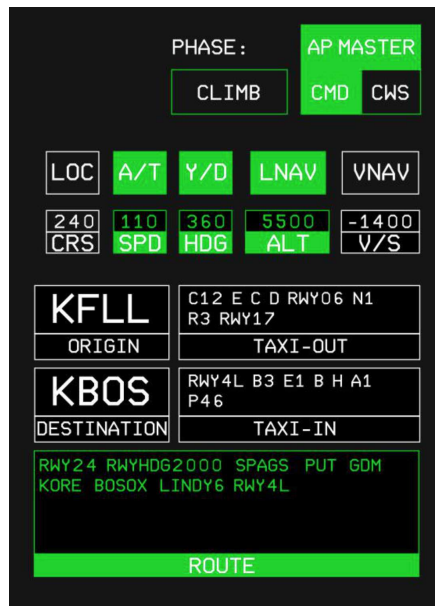 PHASE: AP MASTER
CLIMB CMD CWS
LOC A/T Y/D LNAV VNAV
240 110 360 5500 -1400
CRS SPD HDG ALT V/S
KFLL C12 E C D RWY06 N1
R3 RWY17
ORIGIN TAXI-OUT
KBOS RWY4L B3 E1 B H A1
P46
DESTINATION TAXI-IN
RWY24 RWYHDG2000 SPAGS PUT GDM
KORE BOSOX LINDY6 RWY4L
ROUTE